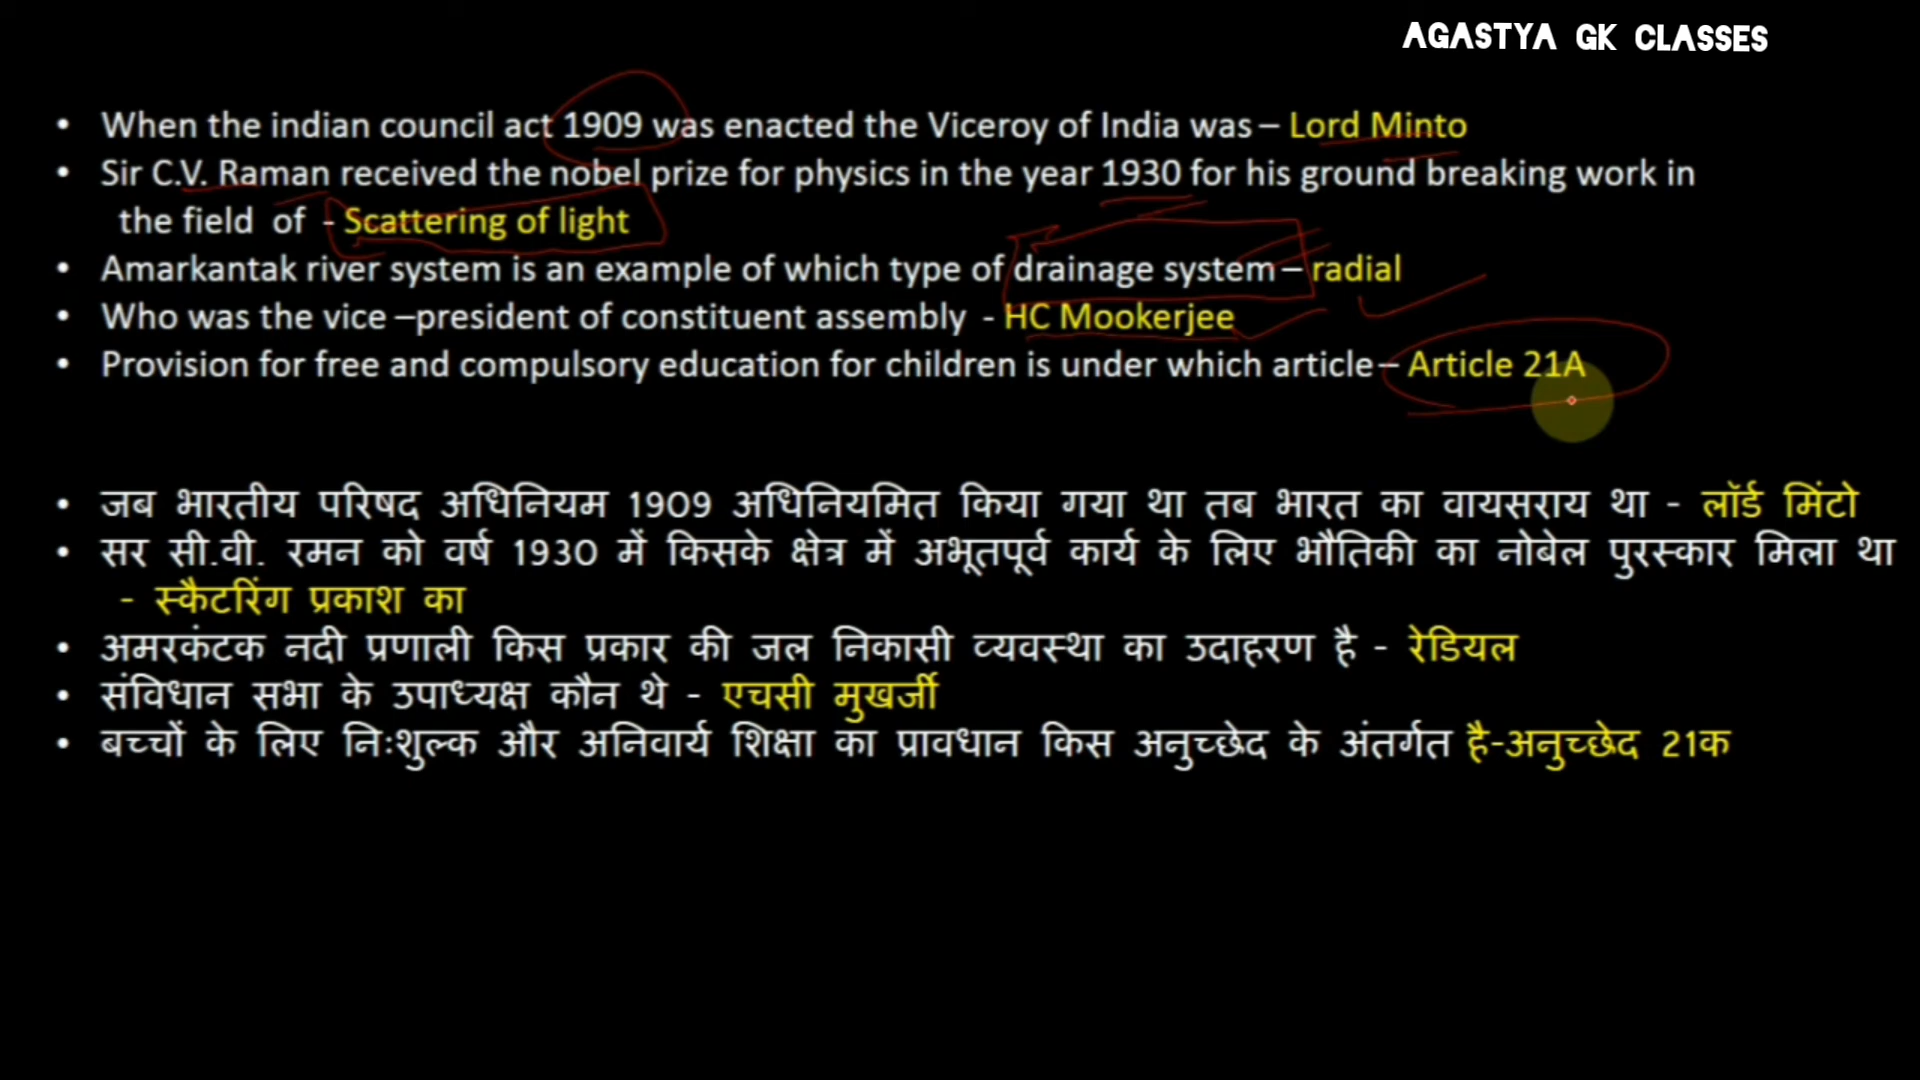 AGASTYA GK CLASSES
• When the indian council act 1909 was enacted the Viceroy of India was – Lord Minto
• Sir C.V. Raman received the nobel prize for physics in the year 1930 for his ground breaking work in
the field of - Scattering of light
• Amarkantak river system is an example of which type of drainage system – radial
• Who was the vice –president of constituent assembly - HC Mookerjee
• Provision for free and compulsory education for children is under which article– Article 21A
• जब भारतीय परिषद अधिनियम 1909 अधिनियमित किया गया था तब भारत का वायसराय था - लॉर्ड मिंटो
• सर सी.वी. रमन को वर्ष 1930 में किसके क्षेत्र में अभूतपूर्व कार्य के लिए भौतिकी का नोबेल पुरस्कार मिला था
- स्कैटरिंग प्रकाश का
• अमरकंटक नदी प्रणाली किस प्रकार की जल निकासी व्यवस्था का उदाहरण है - रेडियल
• संविधान सभा के उपाध्यक्ष कौन थे - एचसी मुखर्जी
• बच्चों के लिए निःशुल्क और अनिवार्य शिक्षा का प्रावधान किस अनुच्छेद के अंतर्गत है-अनुच्छेद 21क